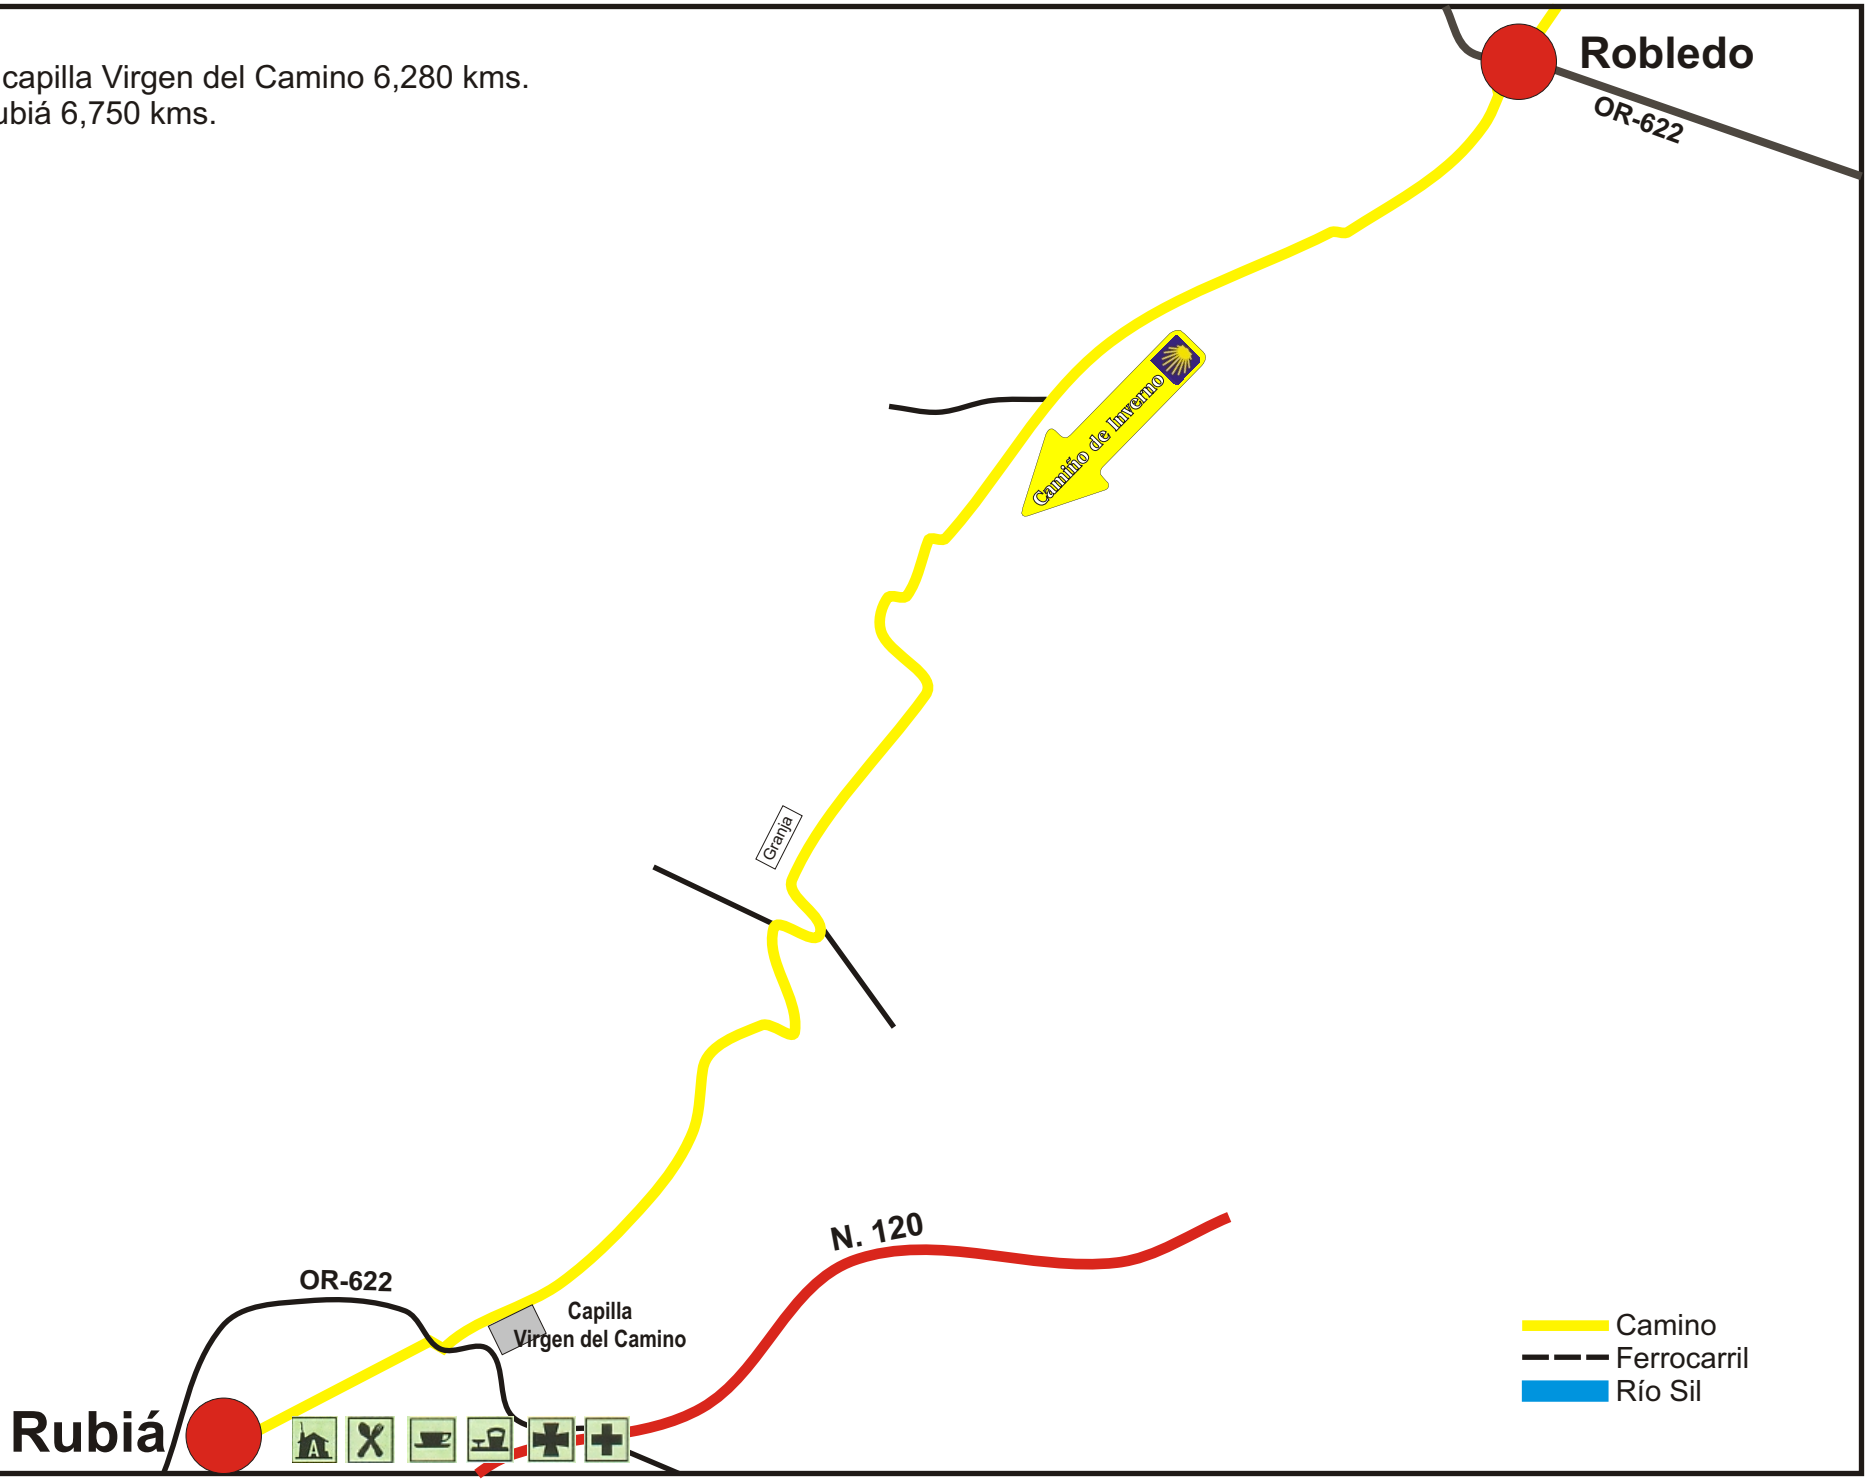 Robledo
capilla Virgen del Camino 6,280 kms.
ubiá 6,750 kms.
OR-622
Camiño de Inverno
Granja
N. 120
OR-622
Capilla
Virgen del Camino
Camino
Ferrocarril
Río Sil
Rubiá
A